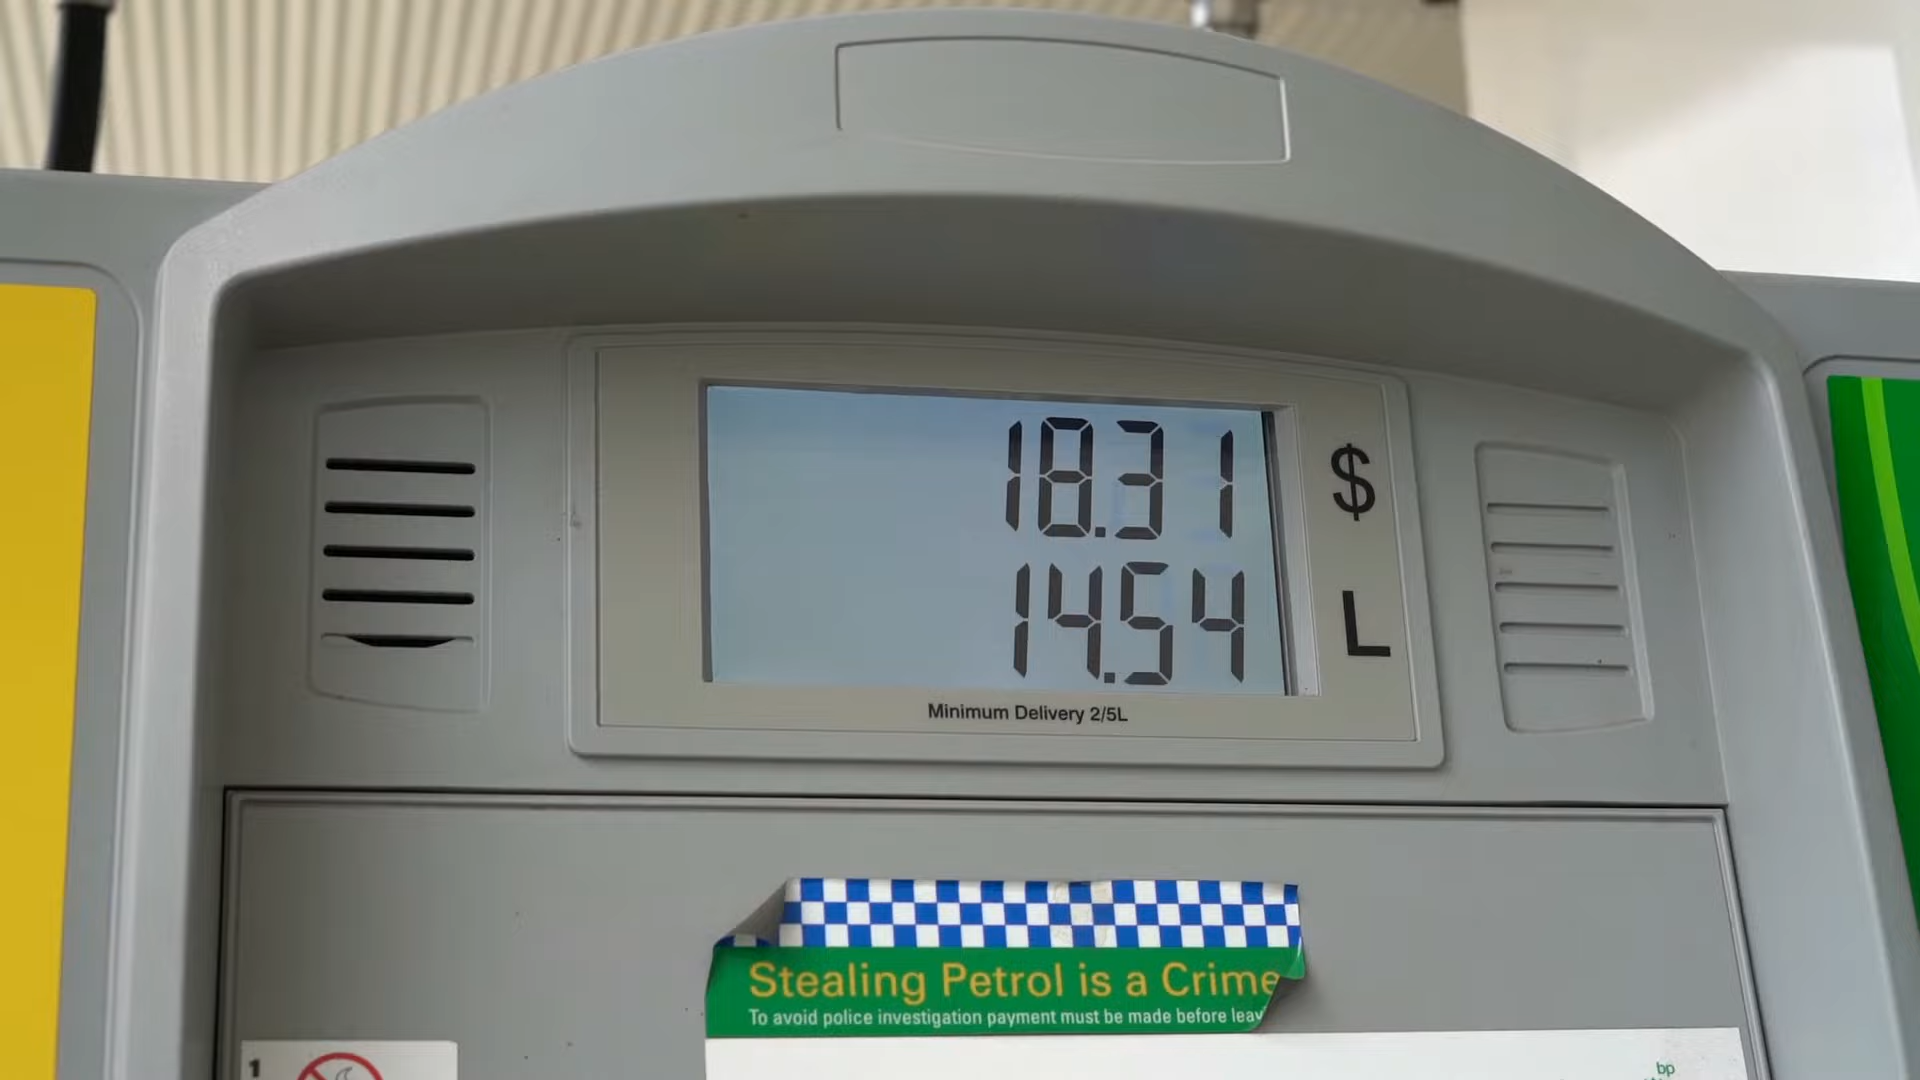 18.31 $
14.54 L
Minimum Delivery 2/5L
Stealing Petrol is a Crime
To avoid police investigation payment must be made before leav
1
bp